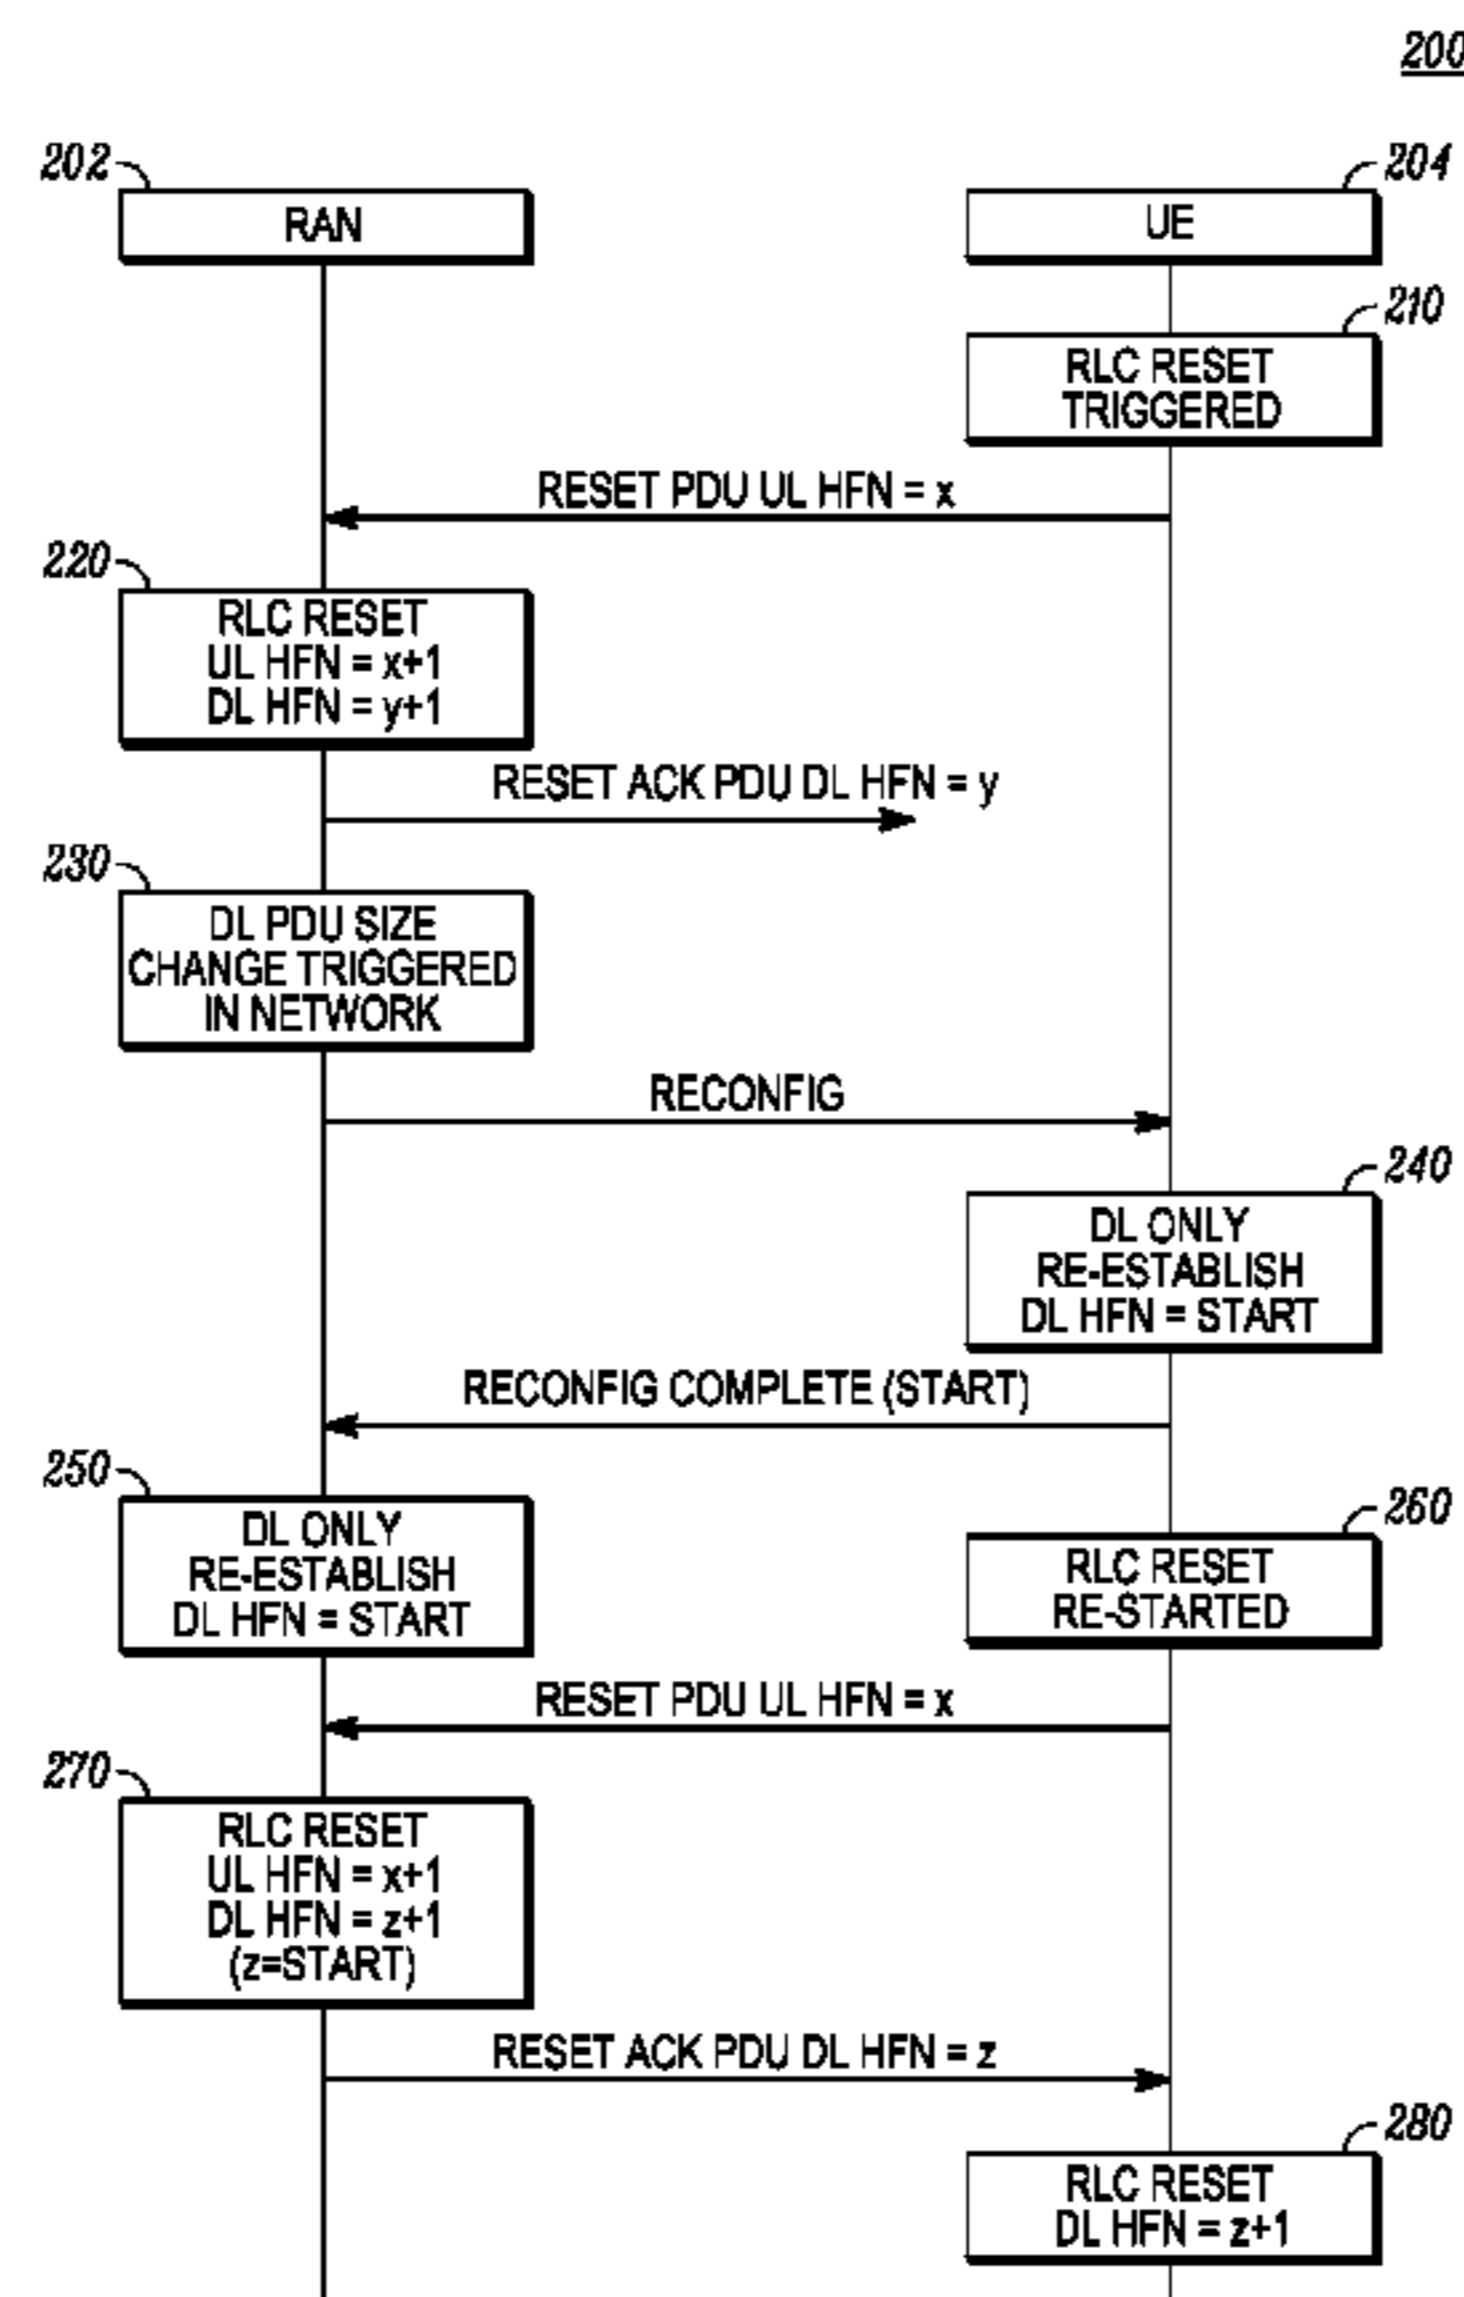 200
202
204
RAN
UE
210
RLC RESET
TRIGGERED
RESET PDU UL HFN = x
220
RLC RESET
UL HFN = x+1
DL HFN = y+1
RESET ACK PDU DL HFN = y
230
DL PDU SIZE
CHANGE TRIGGERED
IN NETWORK
RECONFIG
240
DL ONLY
RE-ESTABLISH
DL HFN = START
RECONFIG COMPLETE (START)
250
DL ONLY
RE-ESTABLISH
DL HFN = START
260
RLC RESET
RE-STARTED
RESET PDU UL HFN = x
270
RLC RESET
UL HFN = x+1
DL HFN = z+1
(z=START)
RESET ACK PDU DL HFN = z
280
RLC RESET
DL HFN = z+1